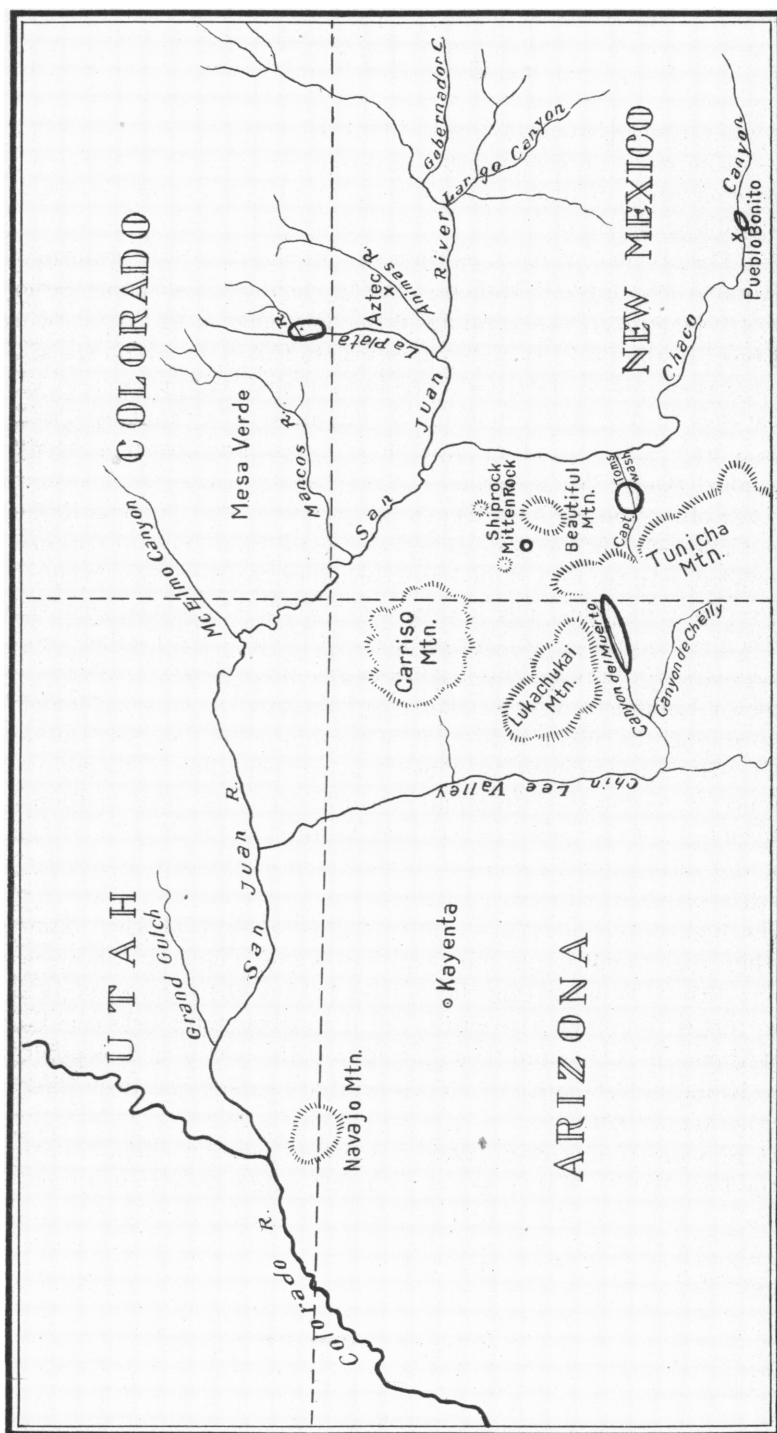 UTAH
COLORADO
ARIZONA
NEW MEXICO
Colorado R.
Grand Gulch
San Juan R.
Mc Elmo Canyon
Mesa Verde
Mancos R.
La Plata R.
Aztec
Animas R.
San Juan River
Gobernador C.
Largo Canyon
Navajo Mtn.
Kayenta
Chin Lee Valley
Carriso
Mtn.
Lukachukai
Mtn.
Canyon del Muerto
Canyon de Chelly
Shiprock
Mitten Rock
Beautiful
Mtn.
Capt. Toms
Wash
Tunicha
Mtn.
Chaco Canyon
Pueblo Bonito